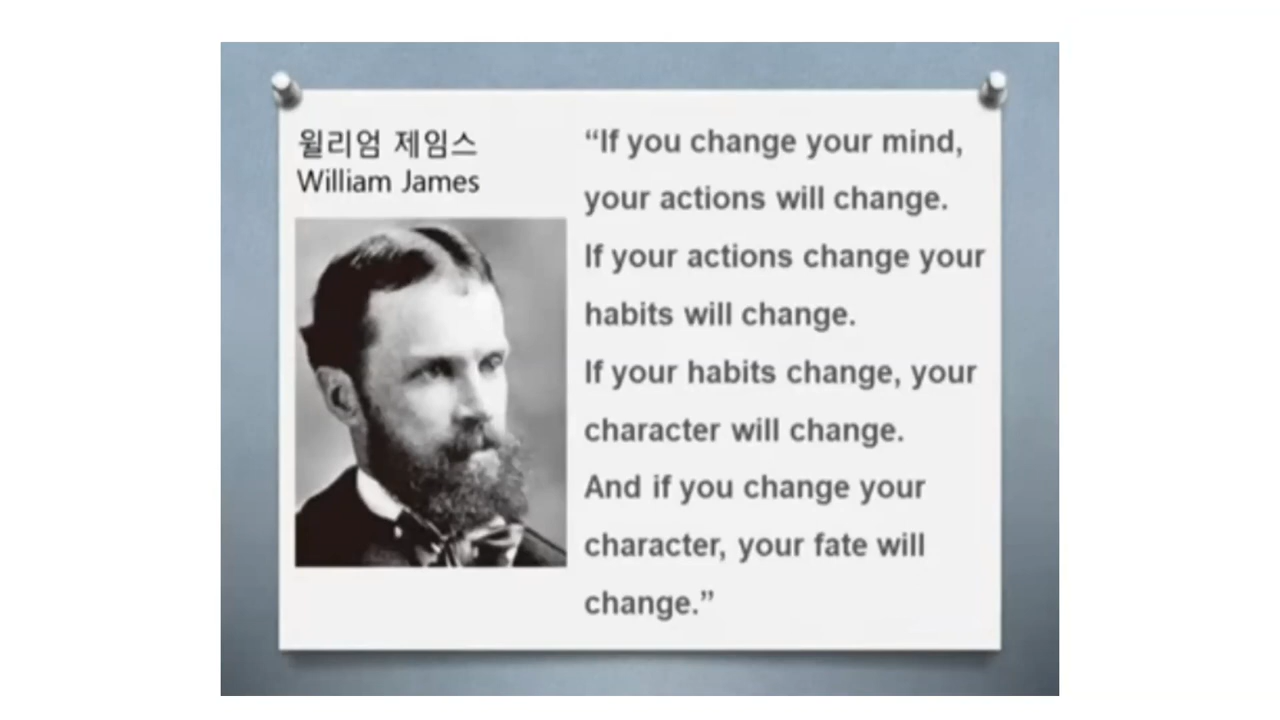 윌리엄 제임스
William James
“If you change your mind,
your actions will change.
If your actions change your
habits will change.
If your habits change, your
character will change.
And if you change your
character, your fate will
change.”